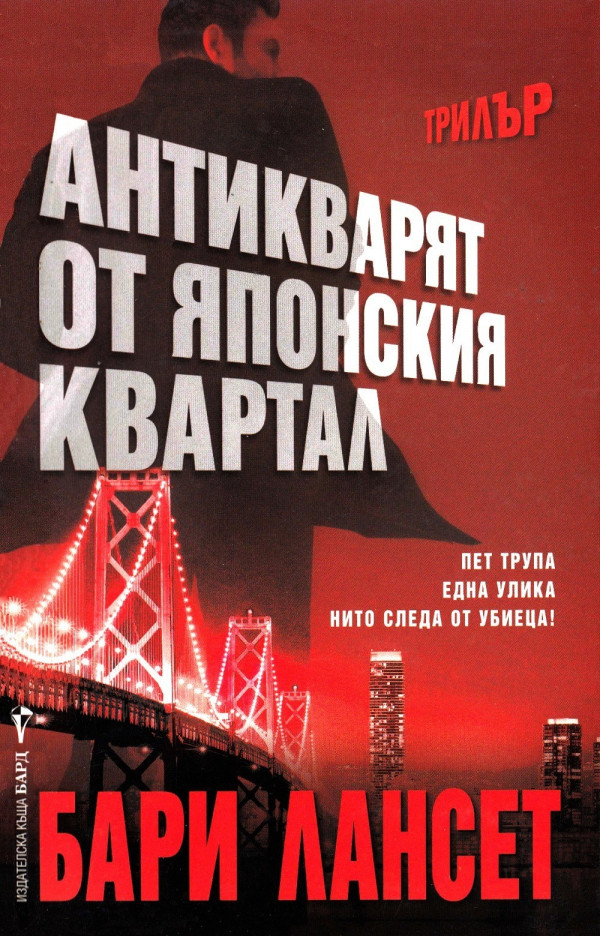 ТРИЛЪР
АНТИКВАРЯТ
ОТ ЯПОНСКИЯ
КВАРТАЛ
ПЕТ ТРУПА
ЕДНА УЛИКА
НИТО СЛЕДА ОТ УБИЕЦА!
ИЗДАТЕЛСКА КЪЩА БАРД
БАРИ ЛАНСЕТ